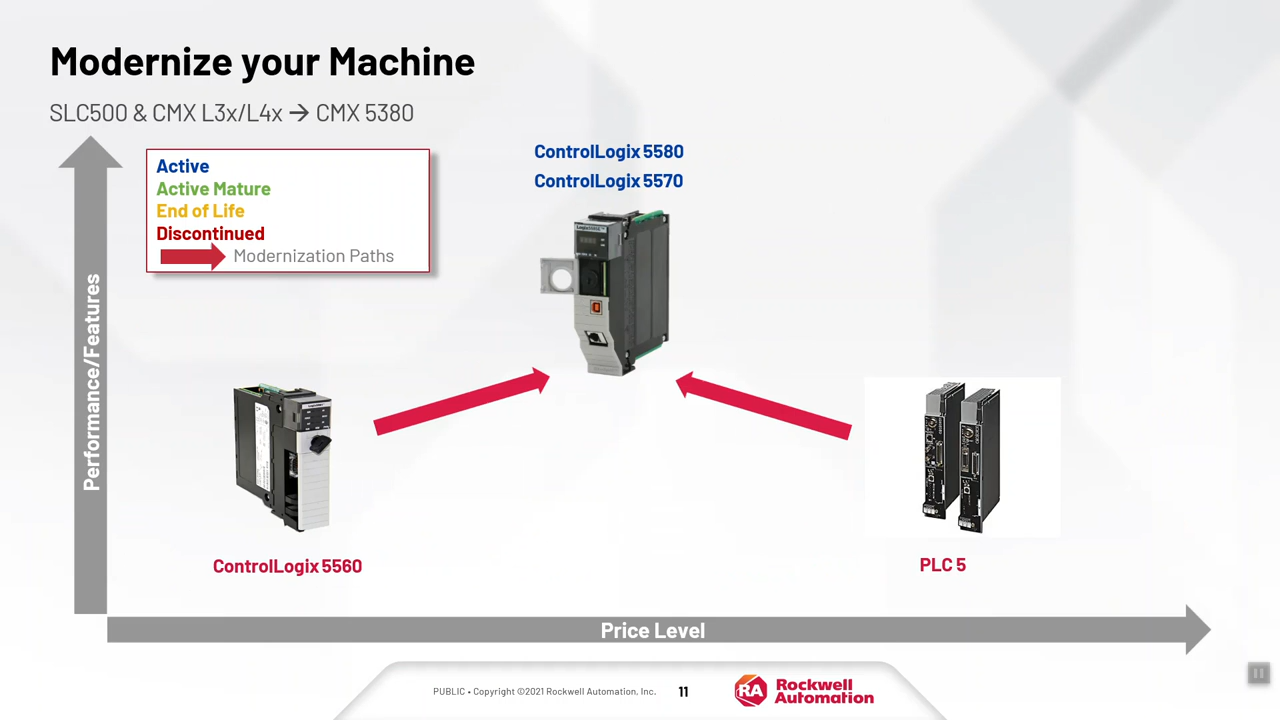 Modernize your Machine
SLC500 & CMX L3x/L4x → CMX 5380
Active
Active Mature
End of Life
Discontinued
Modernization Paths
ControlLogix 5580
ControlLogix 5570
Performance/Features
ControlLogix 5560
PLC 5
Price Level
PUBLIC • Copyright ©2021 Rockwell Automation, Inc.
11
RA
Rockwell
Automation